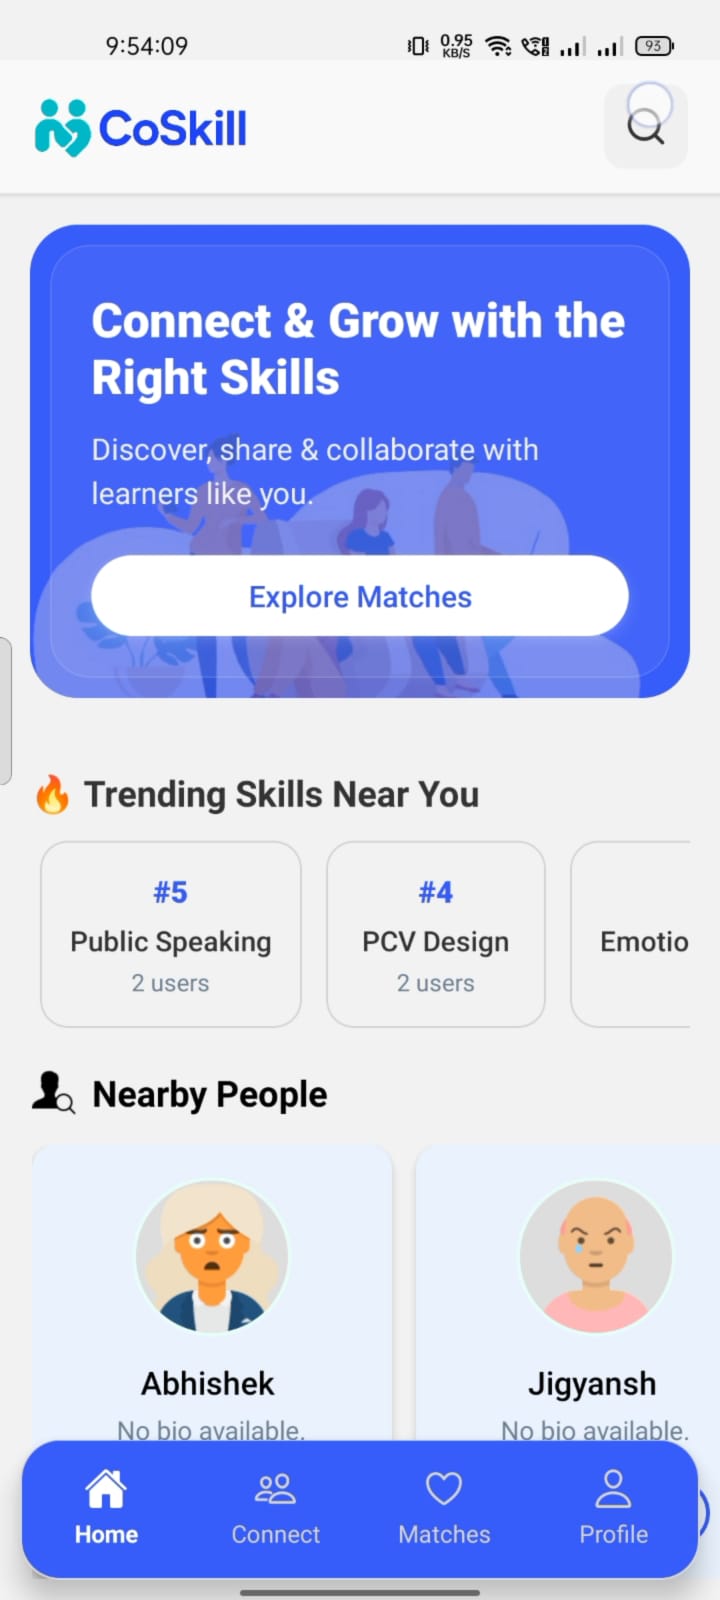 9:54:09
0.95
KB/S
93
CoSkill
Connect & Grow with the
Right Skills
Discover, share & collaborate with
learners like you.
Explore Matches
🔥 Trending Skills Near You
#5
Public Speaking
2 users
#4
PCV Design
2 users
Emotio
Nearby People
Abhishek
No bio available.
Jigyansh
No bio available.
Home
Connect
Matches
Profile